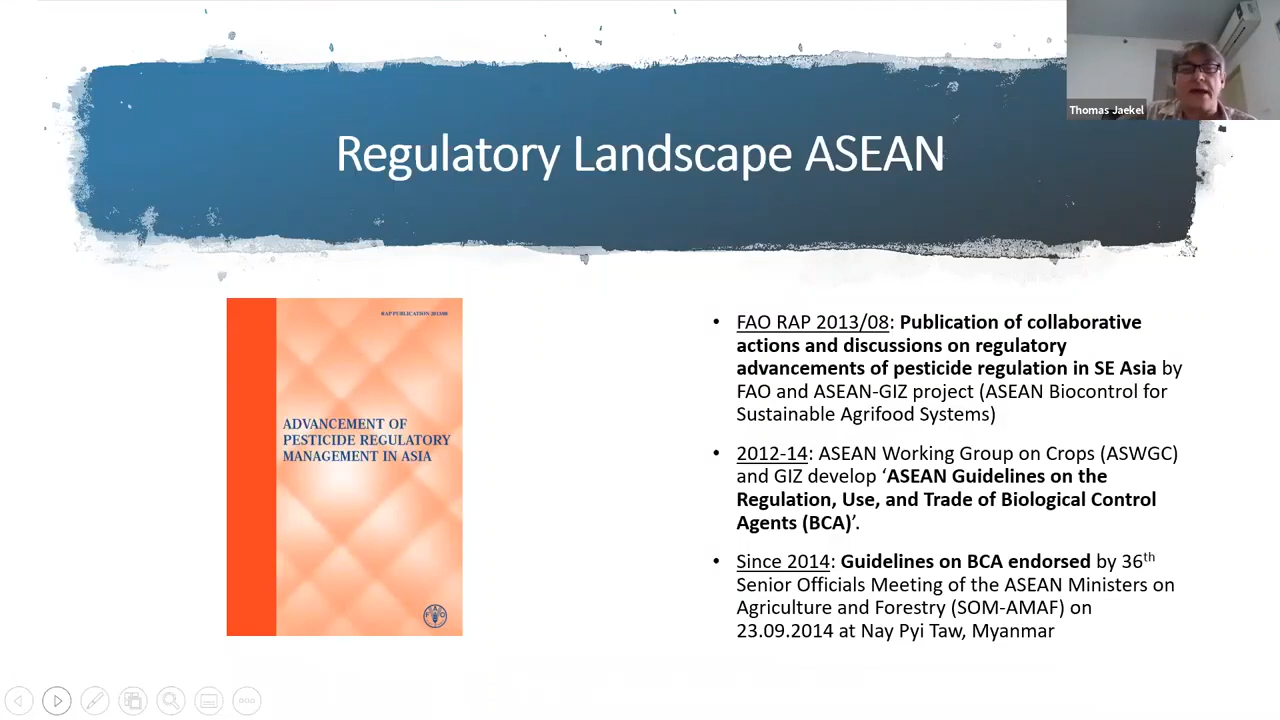 Thomas Jaekel
Regulatory Landscape ASEAN
RAP PUBLICATION 2013/08
ADVANCEMENT OF
PESTICIDE REGULATORY
MANAGEMENT IN ASIA
• FAO RAP 2013/08: Publication of collaborative
actions and discussions on regulatory
advancements of pesticide regulation in SE Asia by
FAO and ASEAN-GIZ project (ASEAN Biocontrol for
Sustainable Agrifood Systems)
• 2012-14: ASEAN Working Group on Crops (ASWGC)
and GIZ develop ‘ASEAN Guidelines on the
Regulation, Use, and Trade of Biological Control
Agents (BCA)’.
• Since 2014: Guidelines on BCA endorsed by 36th
Senior Officials Meeting of the ASEAN Ministers on
Agriculture and Forestry (SOM-AMAF) on
23.09.2014 at Nay Pyi Taw, Myanmar